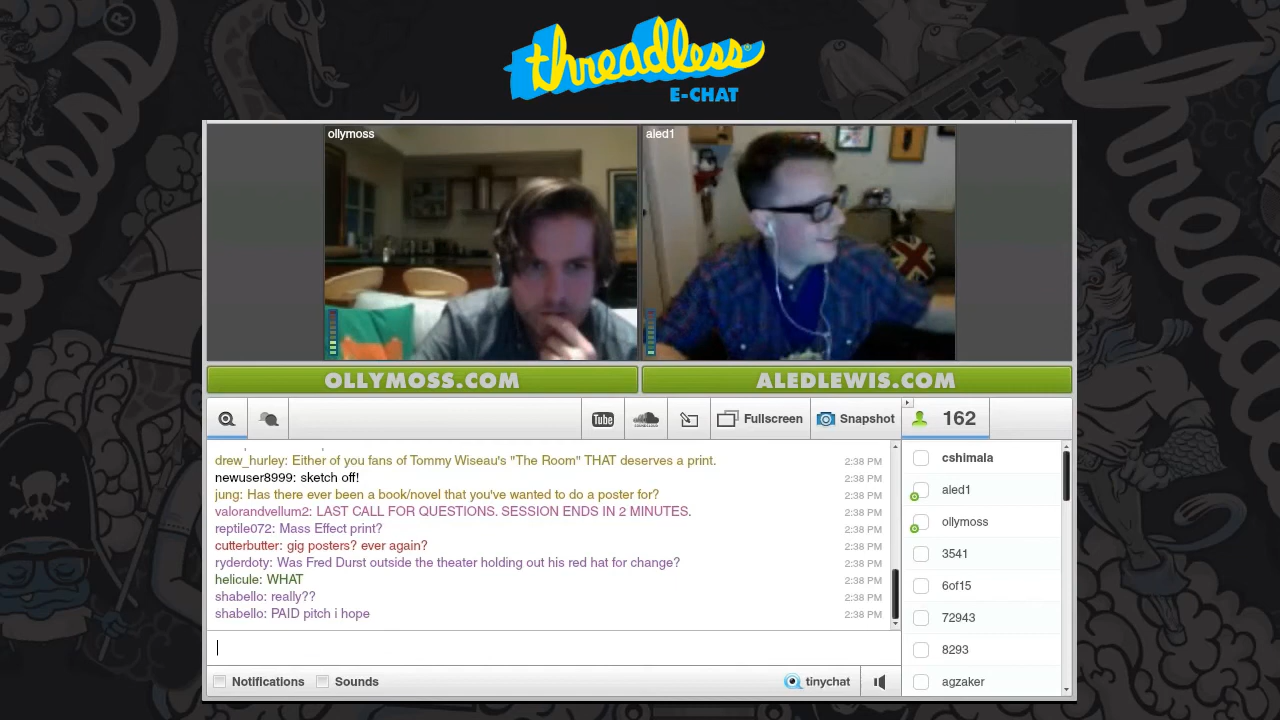 threadless
E-CHAT
ollymoss
aled1
OLLYMOSS.COM
ALEDLEWIS.COM
YouTube
Fullscreen
Snapshot
162
drew_hurley: Either of you fans of Tommy Wiseau's "The Room" THAT deserves a print. 2:38 PM
newuser8999: sketch off! 2:38 PM
jung: Has there ever been a book/novel that you've wanted to do a poster for? 2:38 PM
valorandvellum2: LAST CALL FOR QUESTIONS. SESSION ENDS IN 2 MINUTES. 2:38 PM
reptile072: Mass Effect print? 2:38 PM
cutterbutter: gig posters? ever again? 2:38 PM
ryderdoty: Was Fred Durst outside the theater holding out his red hat for change? 2:38 PM
helicule: WHAT 2:38 PM
shabello: really?? 2:38 PM
shabello: PAID pitch i hope 2:38 PM
cshimala
aled1
ollymoss
3541
6of15
72943
8293
agzaker
Notifications
Sounds
tinychat